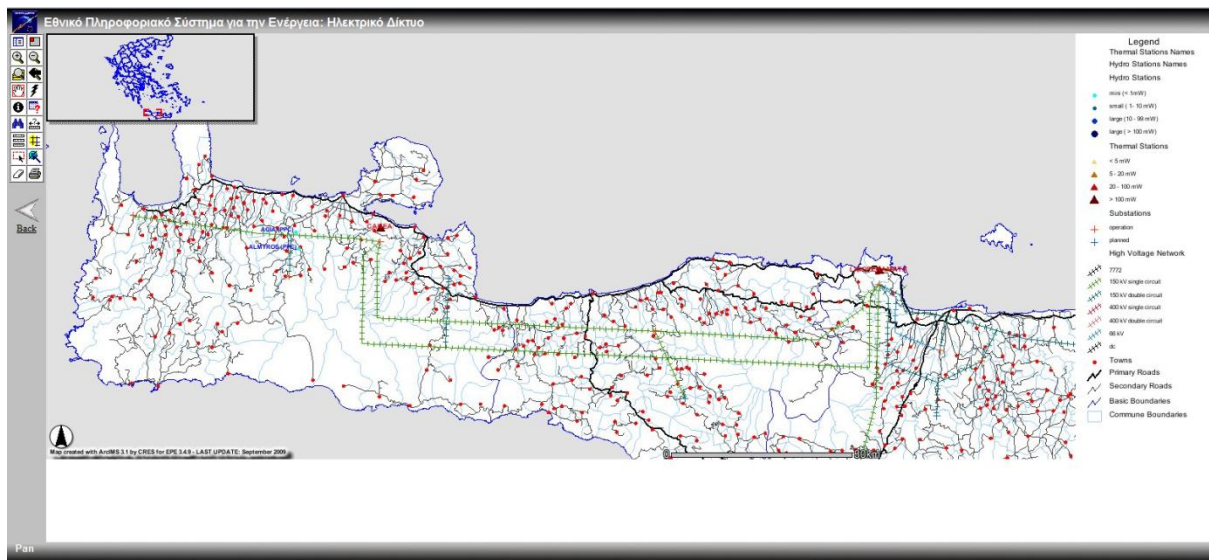 Εθνικό Πληροφοριακό Σύστημα για την Ενέργεια: Ηλεκτρικό Δίκτυο
Back
AGIA (PPC)
ALMYROS (PPC)
Map created with ArcIMS 3.1 by CRES for EPE 3.4.9 - LAST UPDATE: September 2005
0
Legend
Thermal Stations Names
Hydro Stations Names
Hydro Stations
mini (< 1mW)
small ( 1- 10 mW)
large (10 - 99 mW)
large ( > 100 mW)
Thermal Stations
< 5 mW
5 - 20 mW
20 - 100 mW
> 100 mW
Substations
operation
planned
High Voltage Network
7772
150 kV single circuit
150 kV double circuit
400 kV single circuit
400 kV double circuit
66 kV
dc
Towns
Primary Roads
Secondary Roads
Basic Boundaries
Commune Boundaries
Pan